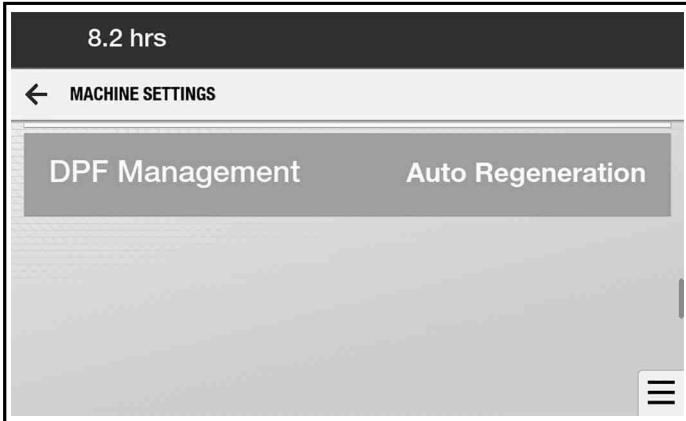 8.2 hrs
MACHINE SETTINGS
DPF Management Auto Regeneration